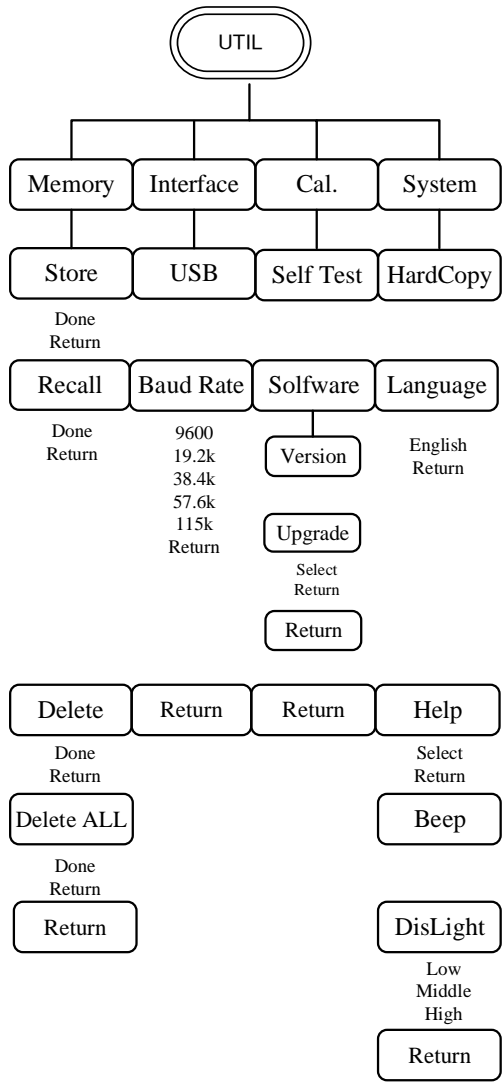 UTIL
Memory Interface Cal. System
Store USB Self Test HardCopy
Done
Return
Recall Baud Rate Solfware Language
Done
Return
9600
19.2k
38.4k
57.6k
115k
Return
Version
Upgrade
Select
Return
Return
English
Return
Delete Return Return Help
Done
Return
Select
Return
Delete ALL Beep
Done
Return
Return DisLight
Low
Middle
High
Return